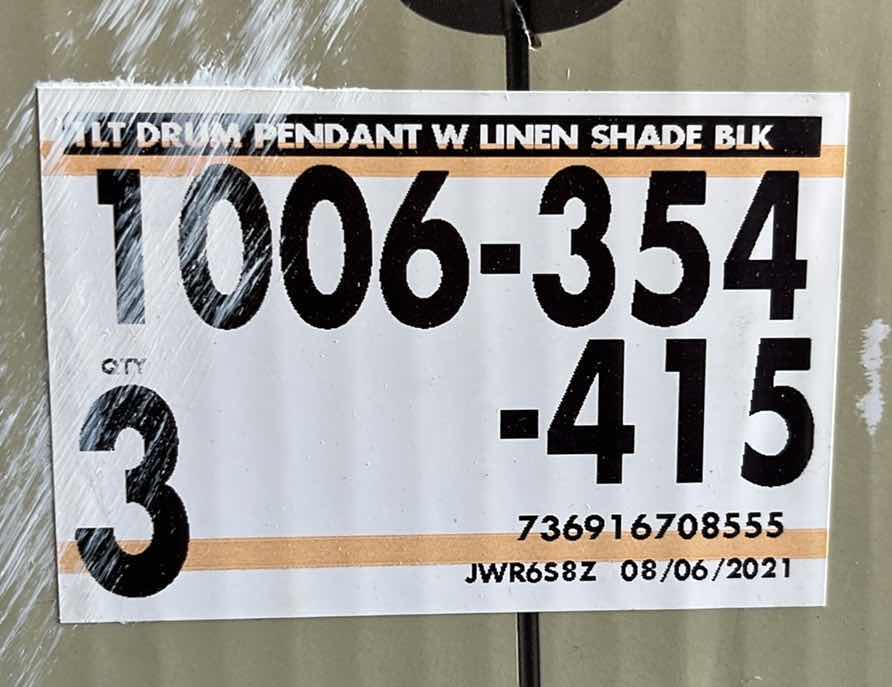 1LT DRUM PENDANT W LINEN SHADE BLK
1006-354
-415
QTY
3
736916708555
JWR6S8Z 08/06/2021